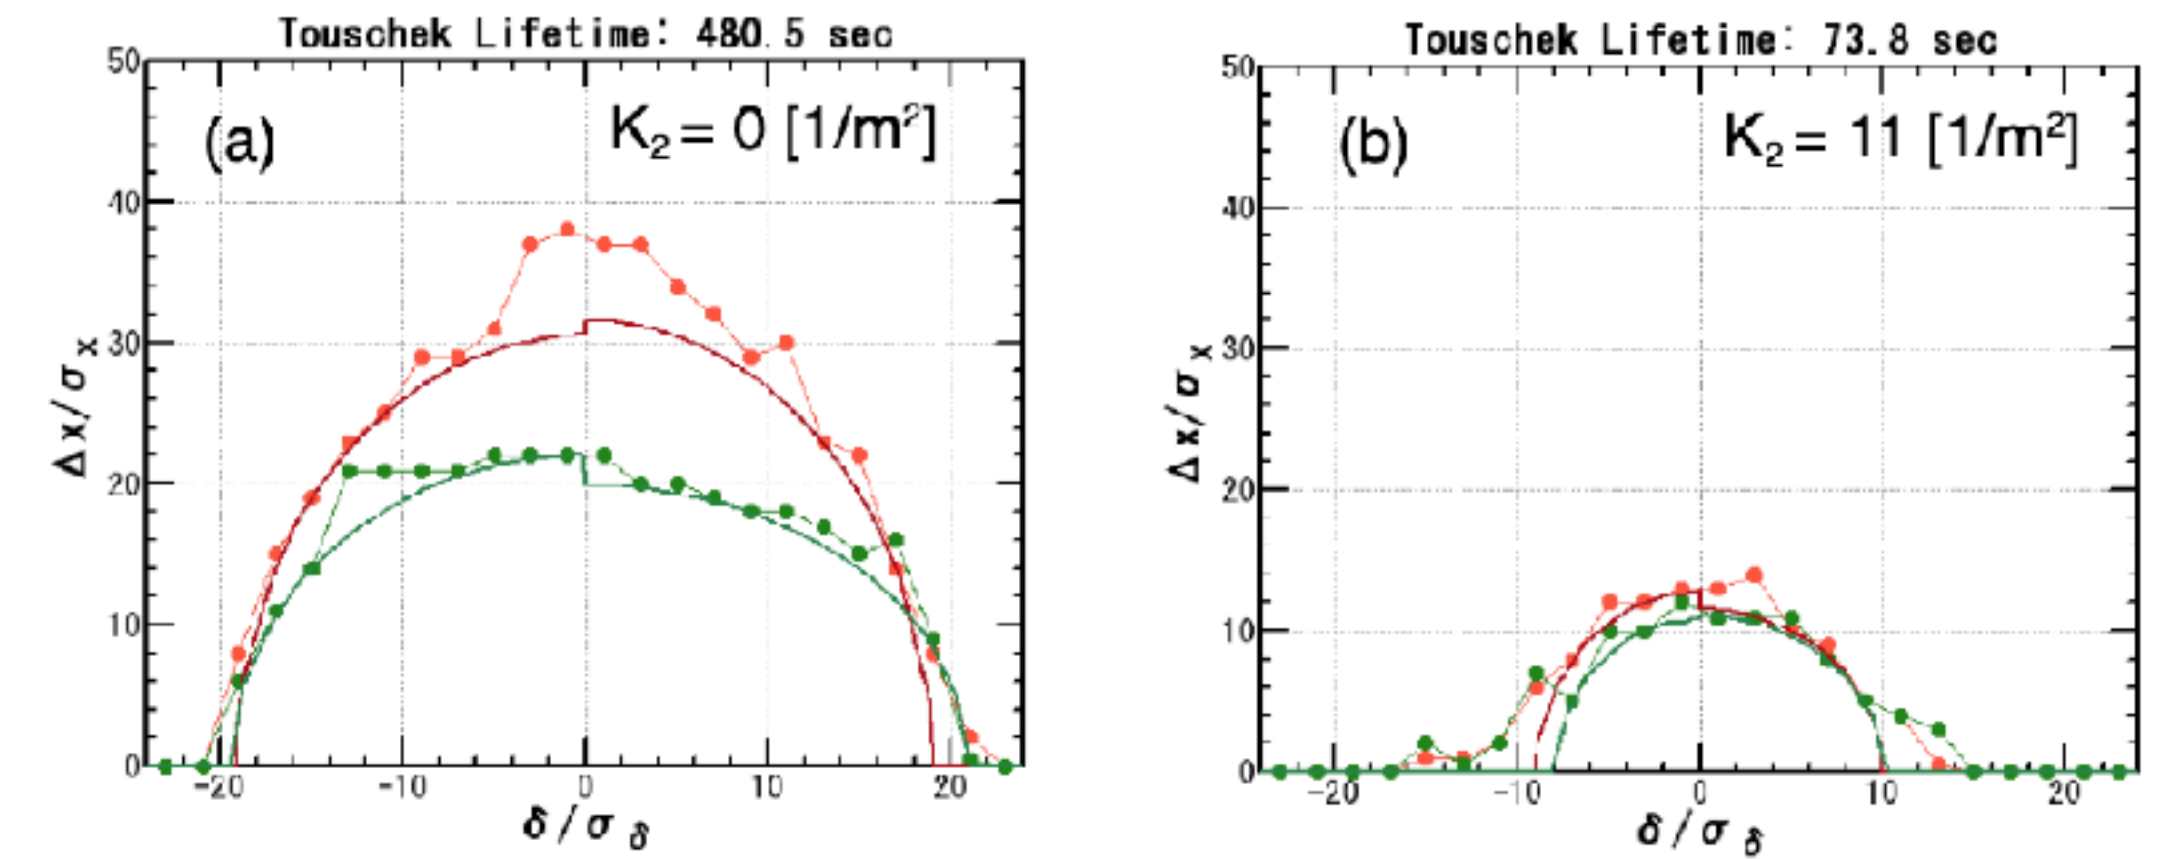 Touschek Lifetime: 480.5 sec
(a)
K₂ = 0 [1/m²]
50
40
30
20
10
0
Δx/σx
-20 -10 0 10 20
δ/σδ
Touschek Lifetime: 73.8 sec
(b)
K₂ = 11 [1/m²]
50
40
30
20
10
0
Δx/σx
-20 -10 0 10 20
δ/σδ